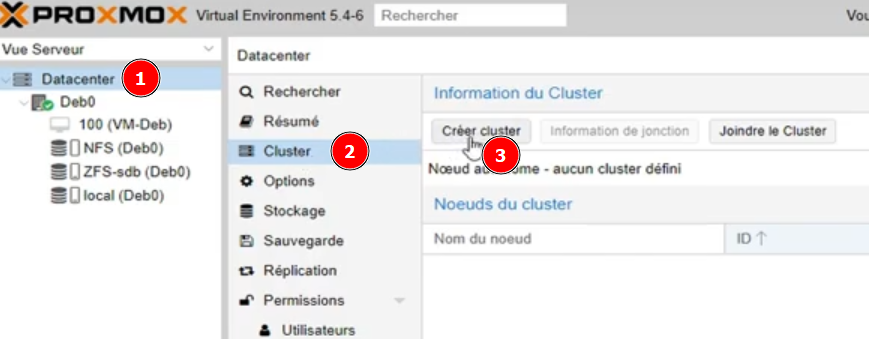 PROXMOX Virtual Environment 5.4-6 Rechercher Vou
Vue Serveur
Datacenter 1
Deb0
100 (VM-Deb)
NFS (Deb0)
ZFS-sdb (Deb0)
local (Deb0)
Datacenter
Rechercher
Résumé
Cluster 2
Options
Stockage
Sauvegarde
Réplication
Permissions
Utilisateurs
Information du Cluster
Créer cluster Information de jonction Joindre le Cluster
3
Nœud au ome - aucun cluster défini
Noeuds du cluster
Nom du noeud ID